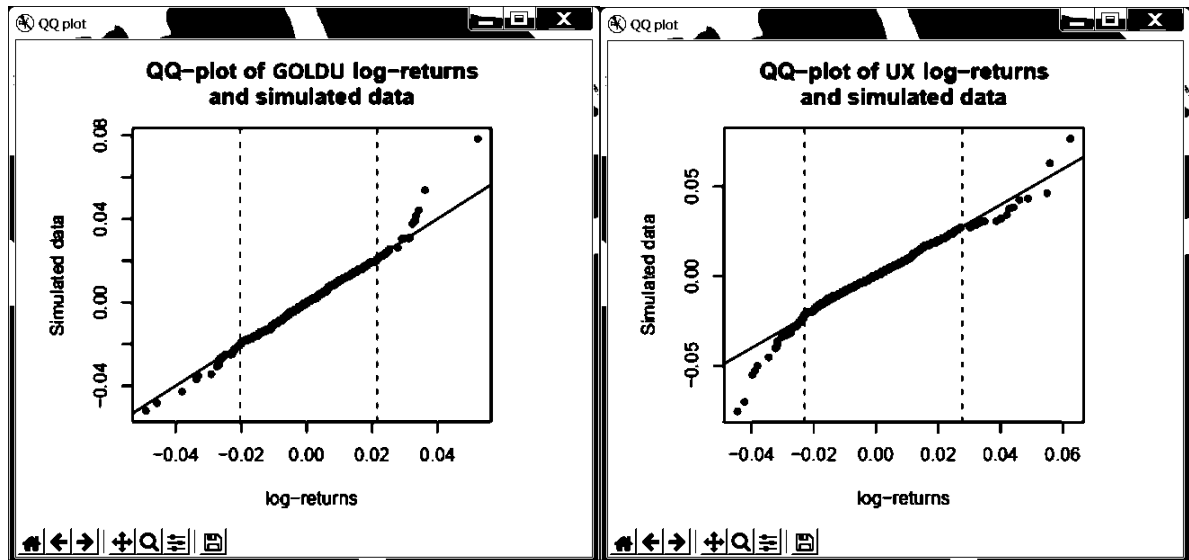 QQ plot
QQ-plot of GOLDU log-returns
and simulated data
Simulated data
0.08
0.04
0.00
-0.04
-0.04
-0.02
0.00
0.02
0.04
log-returns
QQ plot
QQ-plot of UX log-returns
and simulated data
Simulated data
0.05
0.00
-0.05
-0.04
-0.02
0.00
0.02
0.04
0.06
log-returns